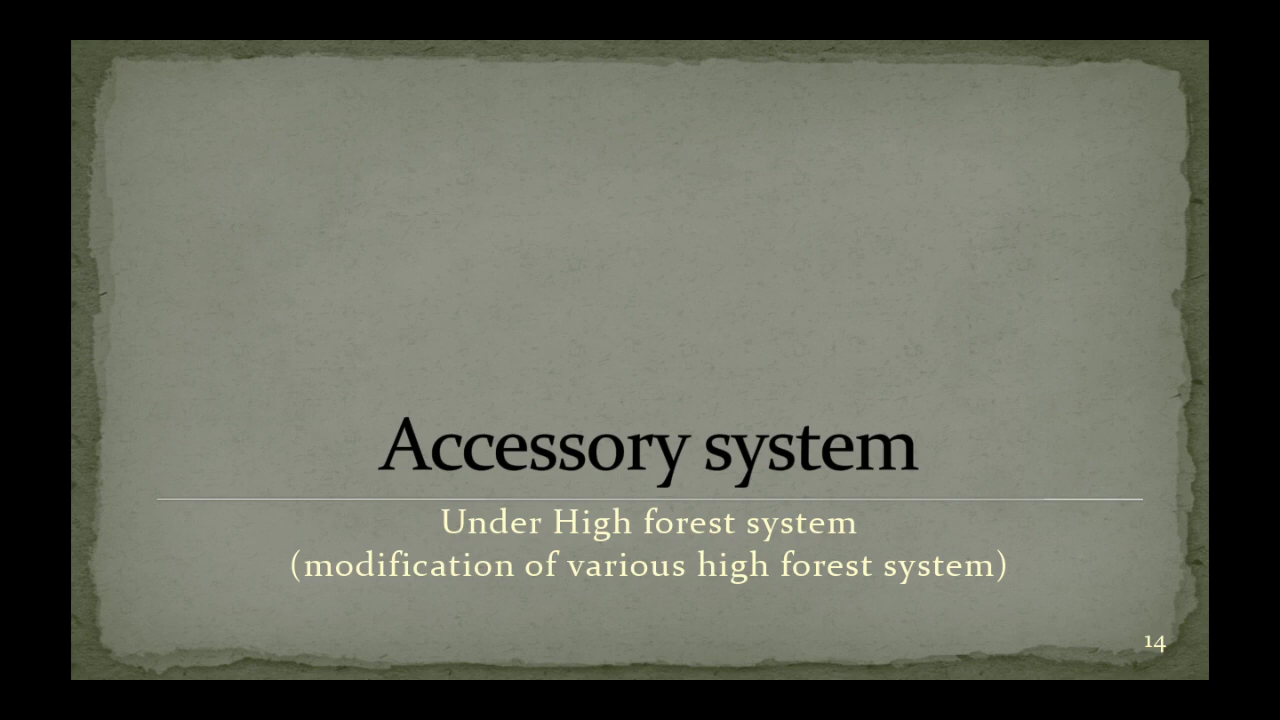 Accessory system
Under High forest system
(modification of various high forest system)
14